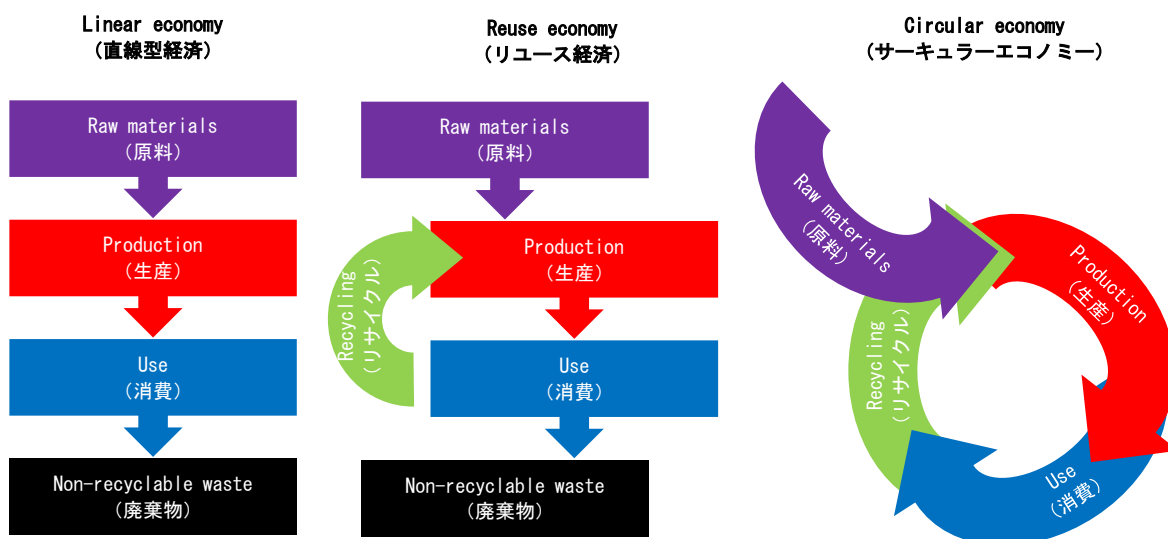 Linear economy
(直線型経済)
Raw materials
(原料)
Production
(生産)
Use
(消費)
Non-recyclable waste
(廃棄物)
Reuse economy
(リユース経済)
Raw materials
(原料)
Recycling
(リサイクル)
Production
(生産)
Use
(消費)
Non-recyclable waste
(廃棄物)
Circular economy
(サーキュラーエコノミー)
Raw materials
(原料)
Production
(生産)
Use
(消費)
Recycling
(リサイクル)